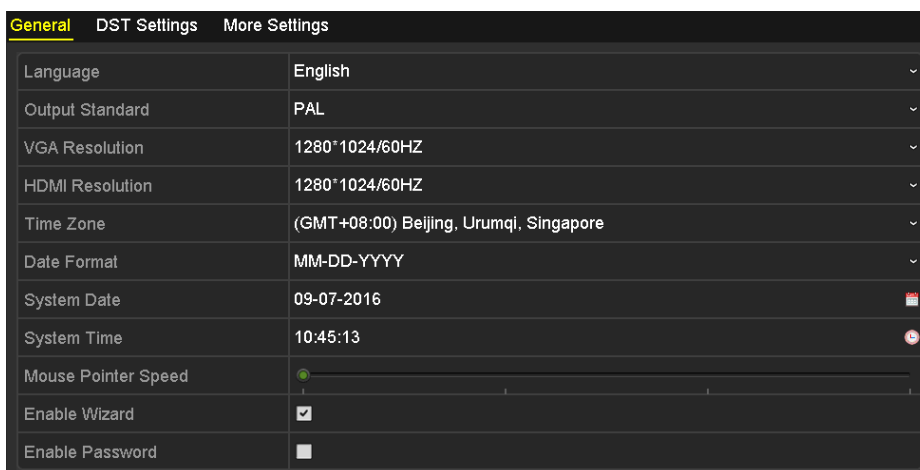 General DST Settings More Settings
Language English
Output Standard PAL
VGA Resolution 1280*1024/60HZ
HDMI Resolution 1280*1024/60HZ
Time Zone (GMT+08:00) Beijing, Urumqi, Singapore
Date Format MM-DD-YYYY
System Date 09-07-2016
System Time 10:45:13
Mouse Pointer Speed
Enable Wizard
Enable Password